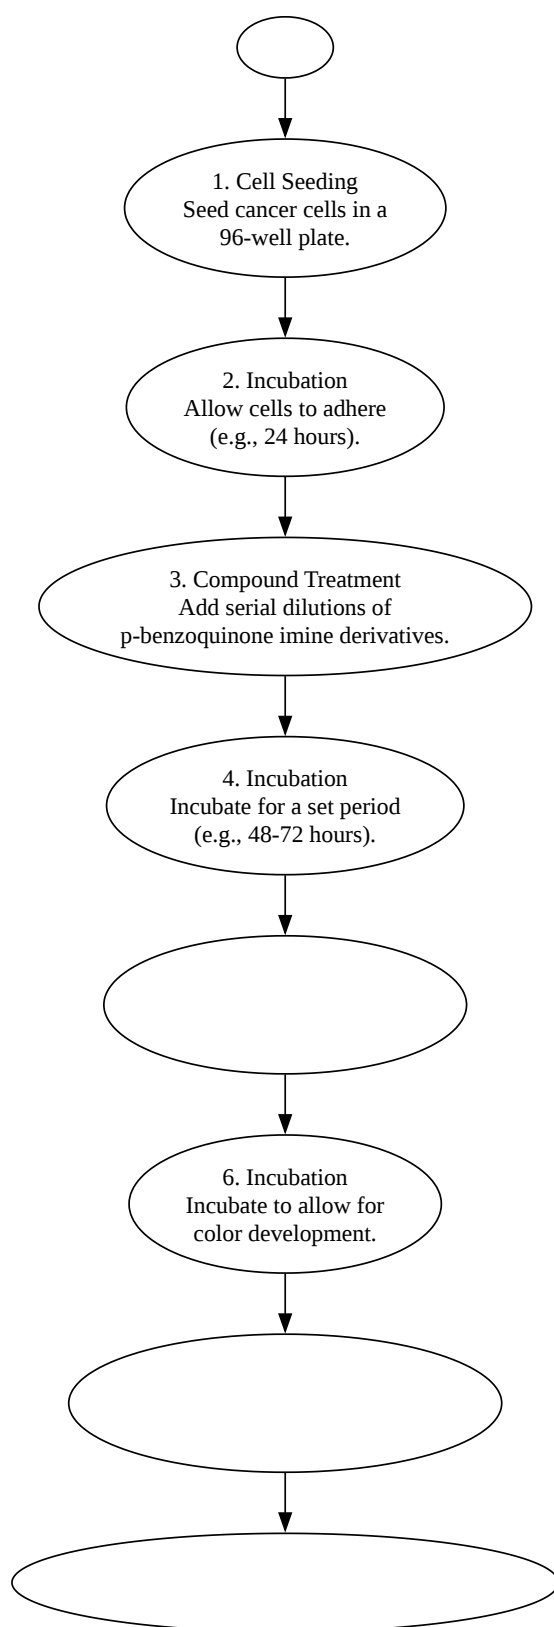 1. Cell Seeding
Seed cancer cells in a
96-well plate.
2. Incubation
Allow cells to adhere
(e.g., 24 hours).
3. Compound Treatment
Add serial dilutions of
p-benzoquinone imine derivatives.
4. Incubation
Incubate for a set period
(e.g., 48-72 hours).
6. Incubation
Incubate to allow for
color development.